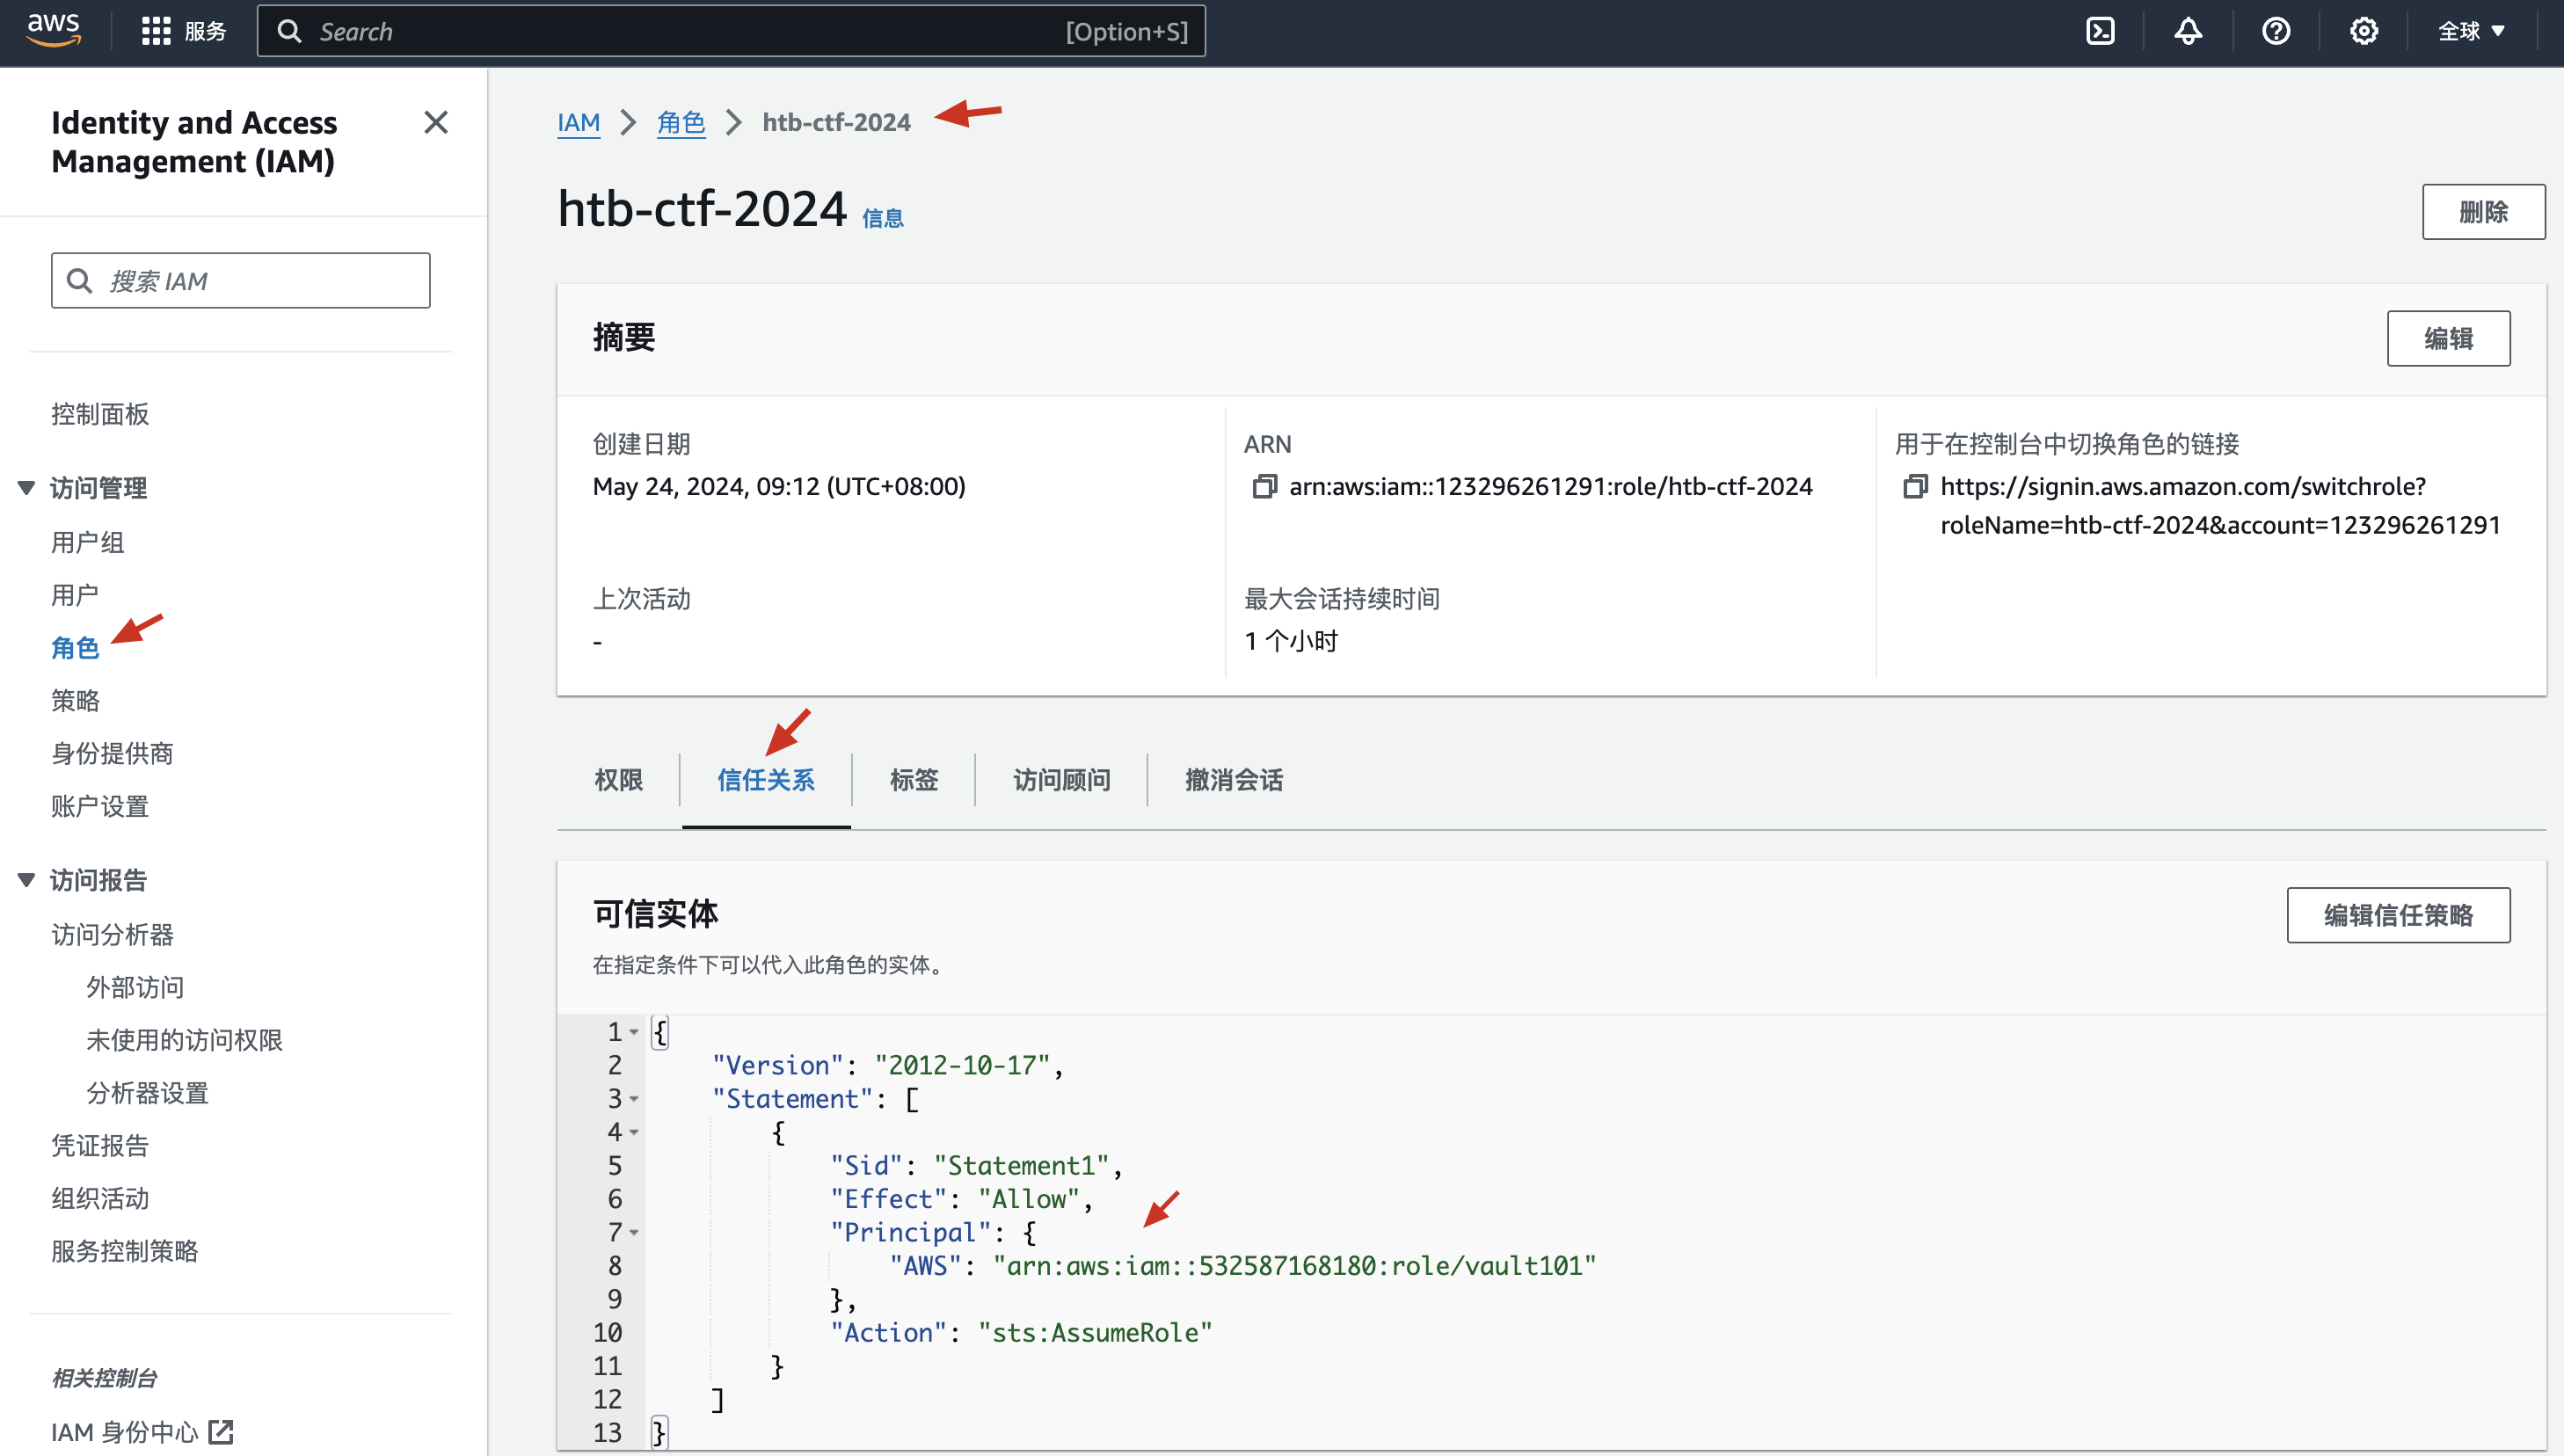 aws
服务
Search
[Option+S]
全球
Identity and Access
Management (IAM)
搜索 IAM
控制面板
访问管理
用户组
用户
角色
策略
身份提供商
账户设置
访问报告
访问分析器
外部访问
未使用的访问权限
分析器设置
凭证报告
组织活动
服务控制策略
相关控制台
IAM 身份中心
IAM > 角色 > htb-ctf-2024
htb-ctf-2024 信息
删除
摘要
编辑
创建日期
May 24, 2024, 09:12 (UTC+08:00)
ARN
arn:aws:iam::123296261291:role/htb-ctf-2024
用于在控制台中切换角色的链接
https://signin.aws.amazon.com/switchrole?
roleName=htb-ctf-2024&account=123296261291
上次活动
-
最大会话持续时间
1 个小时
权限
信任关系
标签
访问顾问
撤消会话
可信实体
编辑信任策略
在指定条件下可以代入此角色的实体。
1 {
2     "Version": "2012-10-17",
3     "Statement": [
4         {
5             "Sid": "Statement1",
6             "Effect": "Allow",
7             "Principal": {
8                 "AWS": "arn:aws:iam::532587168180:role/vault101"
9             },
10             "Action": "sts:AssumeRole"
11         }
12     ]
13 }